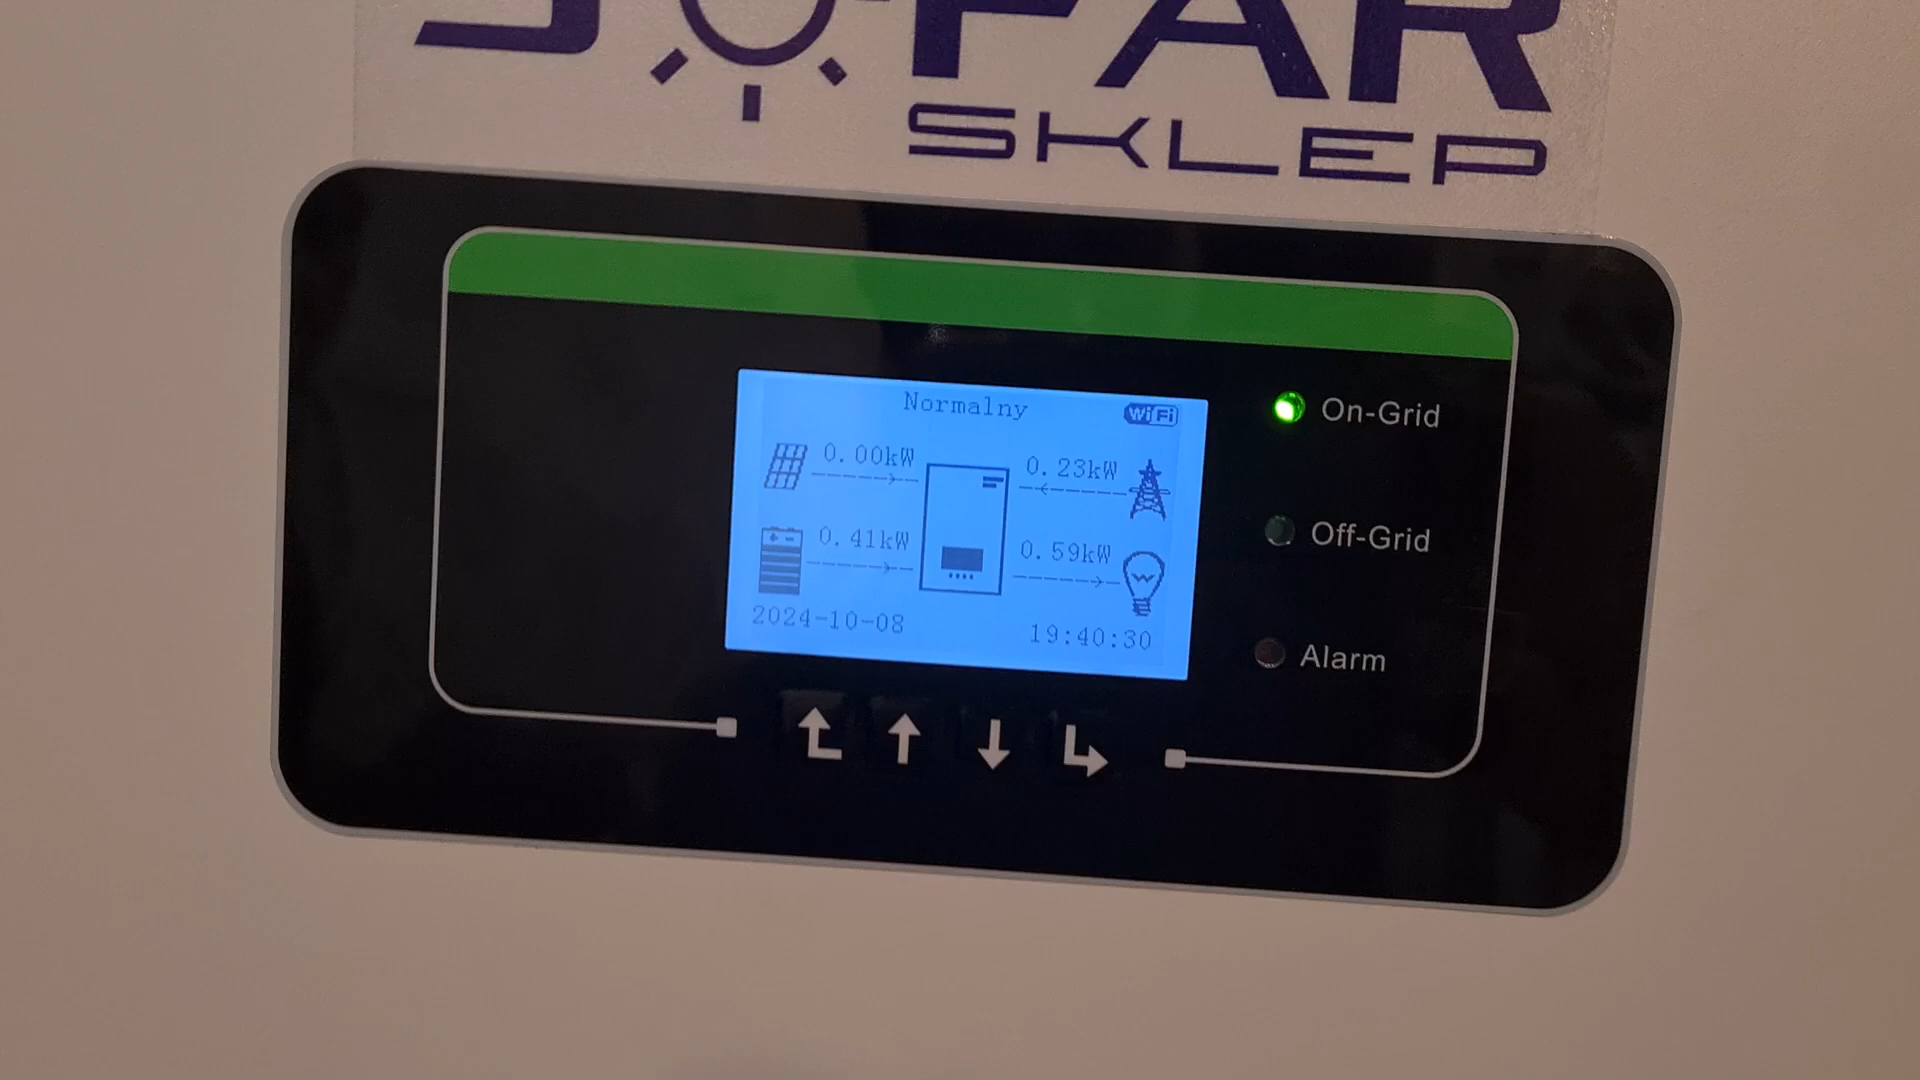 SKLEP
Normalny
WiFi
0.00kW
0.23kW
0.41kW
0.59kW
2024-10-08
19:40:30
On-Grid
Off-Grid
Alarm